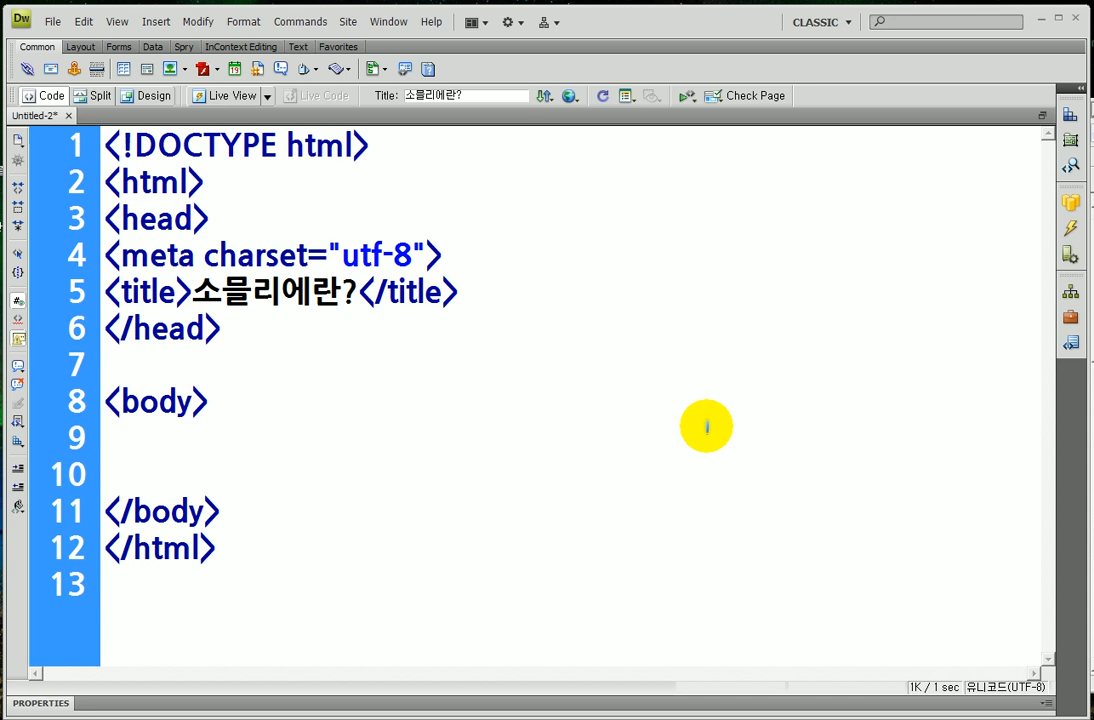 Dw File Edit View Insert Modify Format Commands Site Window Help CLASSIC
Common Layout Forms Data Spry InContext Editing Text Favorites
Code Split Design Live View Live Code Title: 소믈리에란? Check Page
Untitled-2*
1 <!DOCTYPE html>
2 <html>
3 <head>
4 <meta charset="utf-8">
5 <title>소믈리에란?</title>
6 </head>
7
8 <body>
9
10
11 </body>
12 </html>
13
1K / 1 sec 유니코드(UTF-8)
PROPERTIES